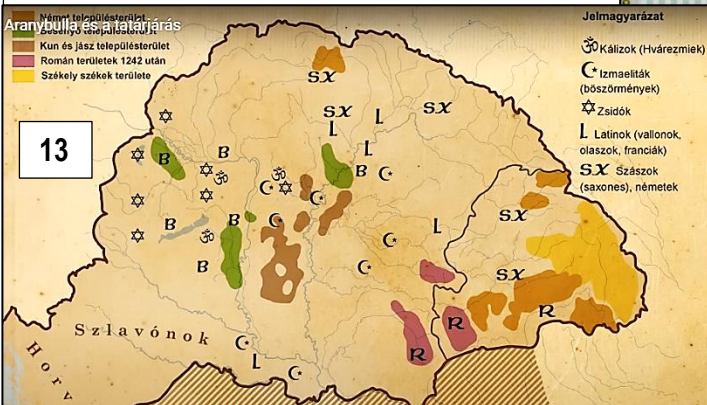 Aranybulla és a tatárjárás
Német településterület
Besenyő településterület
Kun és jász településterület
Román területek 1242 után
Székely székek területe
Jelmagyarázat
ॐ Kálizok (Hvárezmiek)
☪ Izmaeliták
(böszörmények)
✡ Zsidók
L Latinok (vallonok,
olaszok, franciák)
SX Szászok
(saxones), németek
13
SX
SX
SX
L
L
L
B
B
B
B
B
B
L
SX
SX
R
R
R
Szlavónok
L
Horv